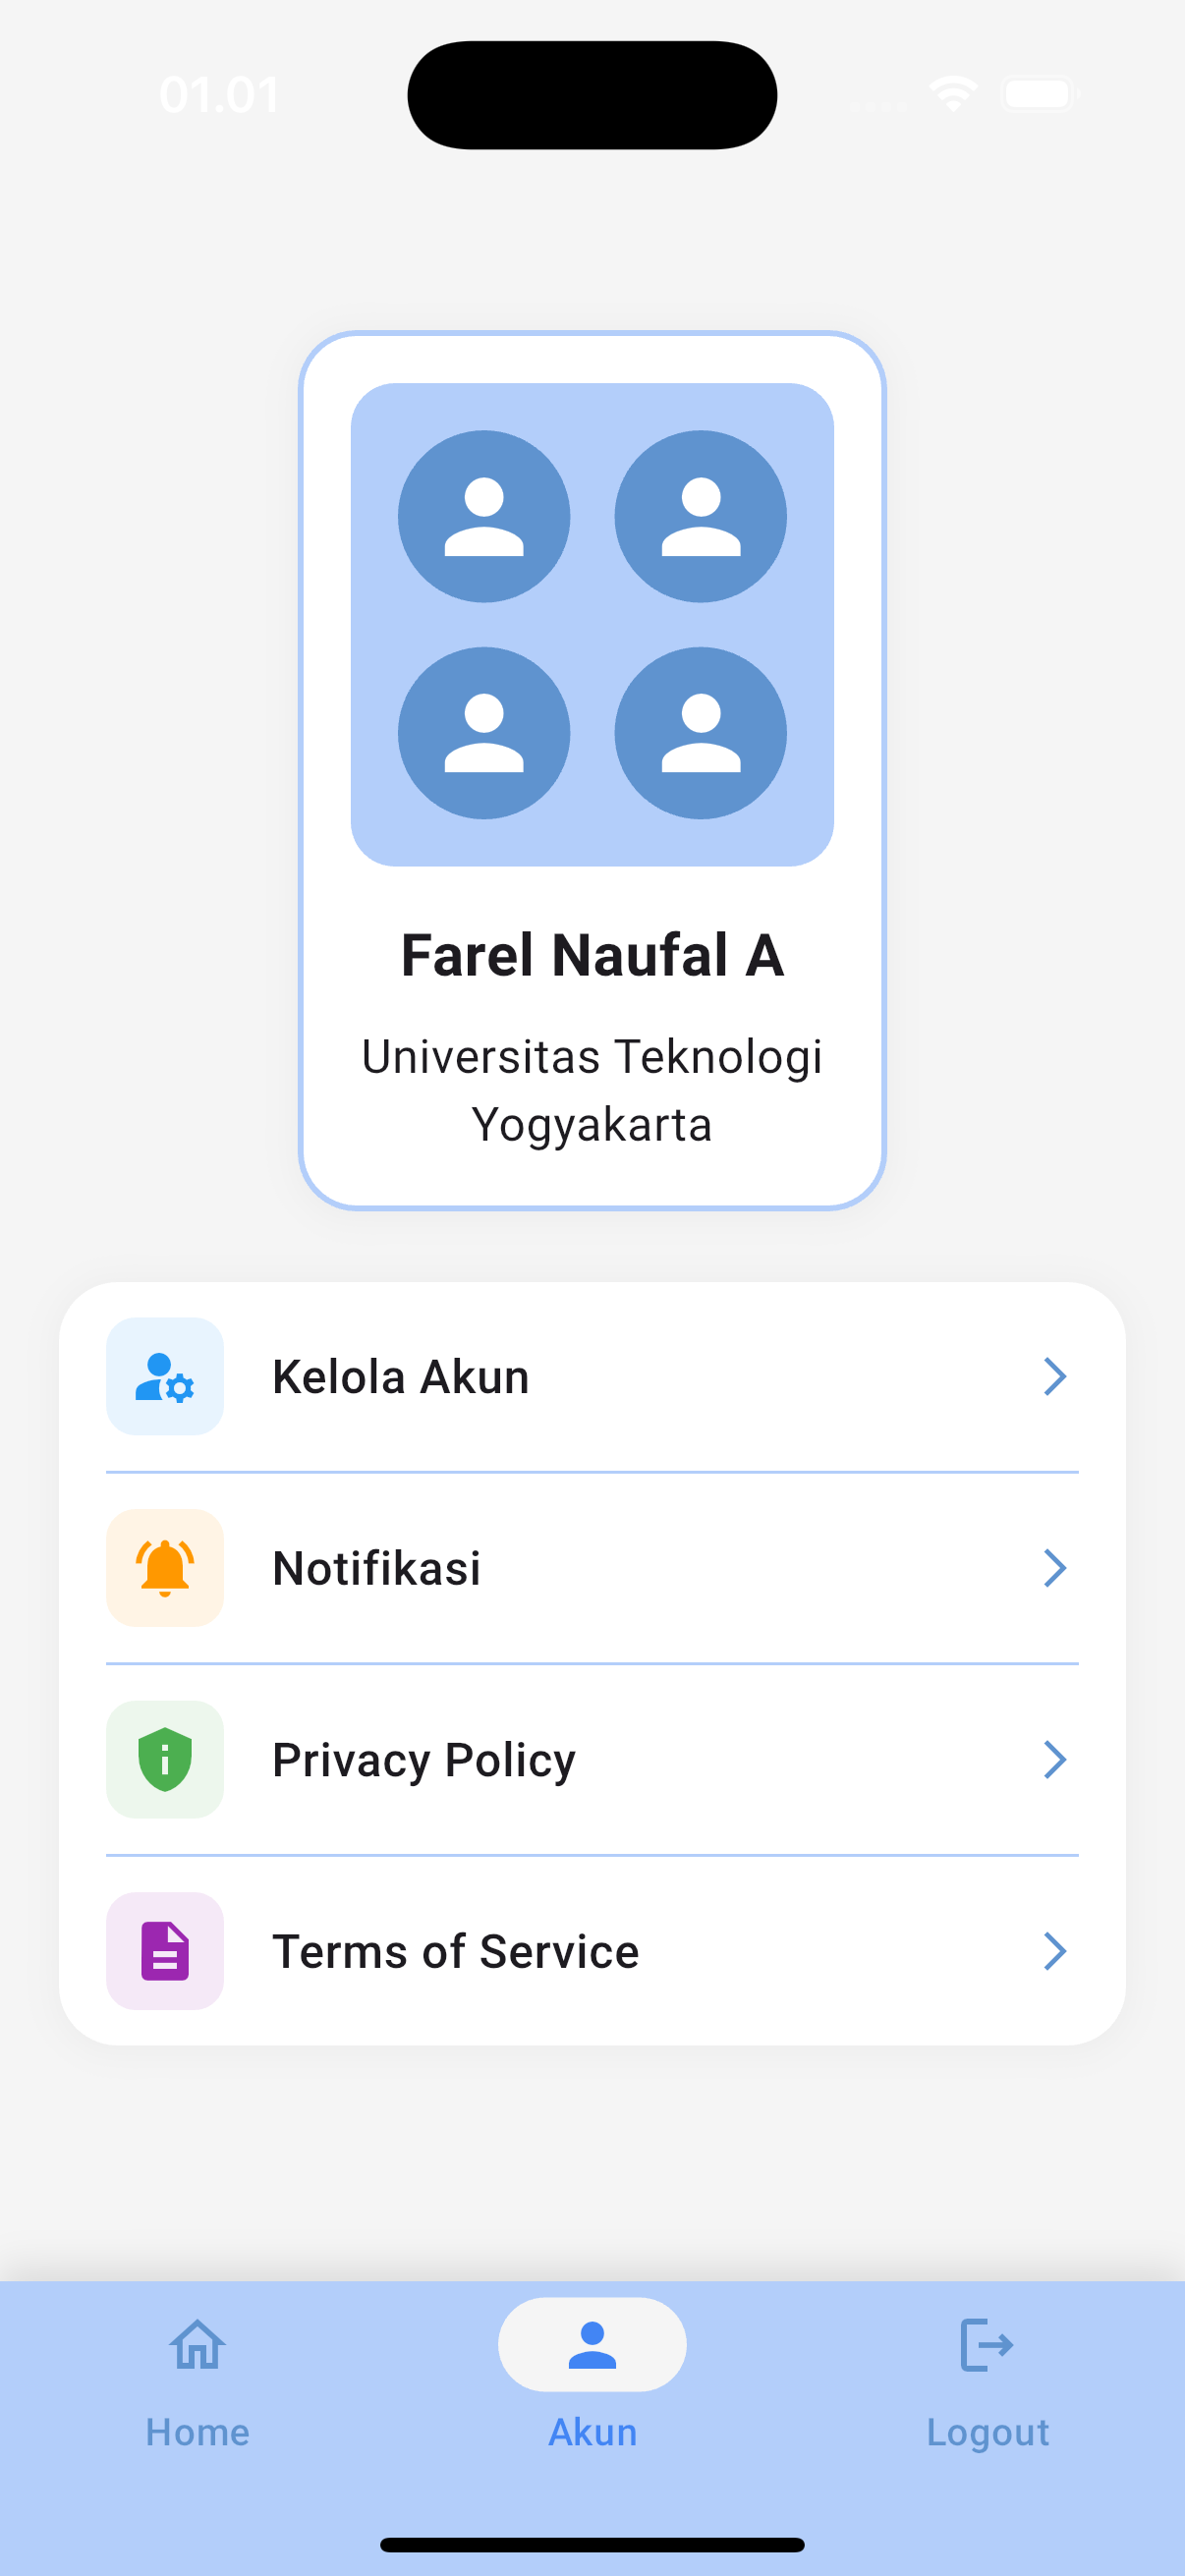 01.01
Farel Naufal A
Universitas Teknologi
Yogyakarta
Kelola Akun
Notifikasi
Privacy Policy
Terms of Service
Home
Akun
Logout